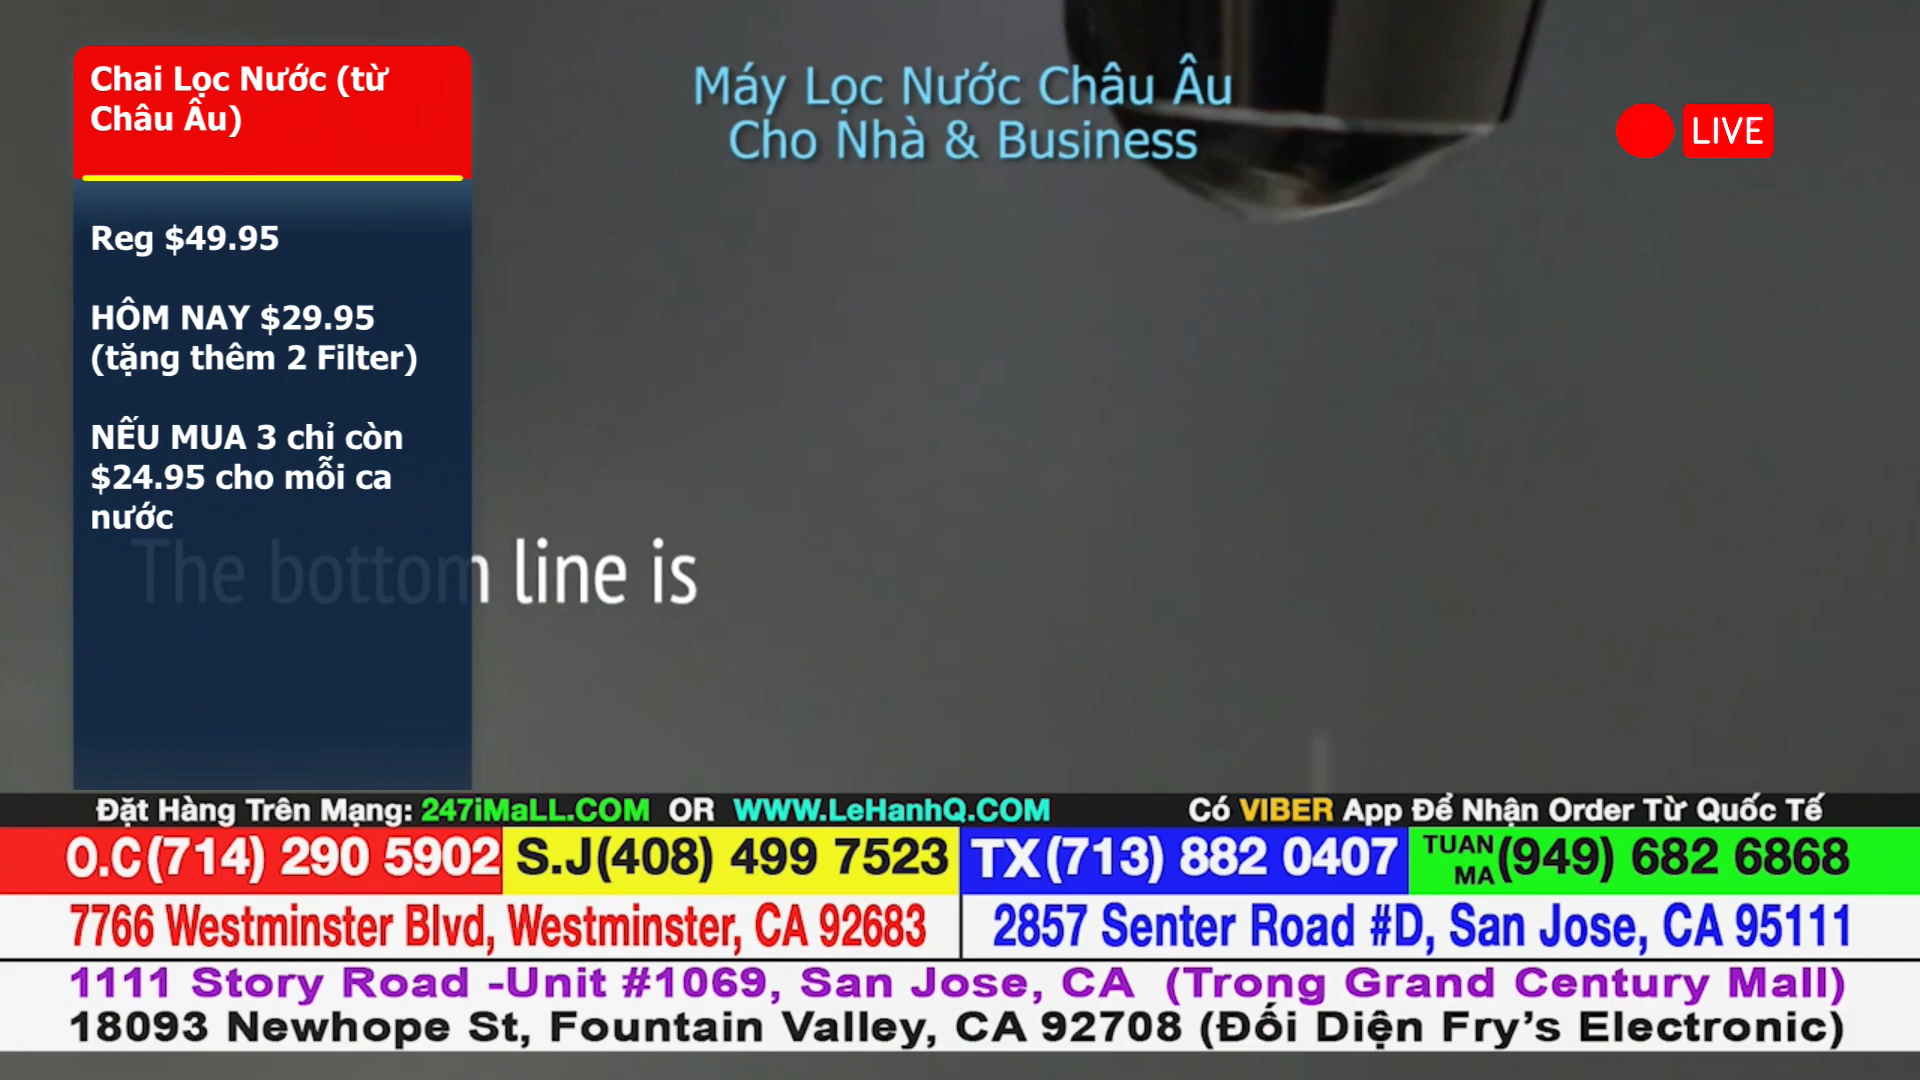 Chai Lọc Nước (từ
Châu Âu)
Reg $49.95
HÔM NAY $29.95
(tặng thêm 2 Filter)
NẾU MUA 3 chỉ còn
$24.95 cho mỗi ca
nước
Máy Lọc Nước Châu Âu
Cho Nhà & Business
LIVE
The bottom line is
Đặt Hàng Trên Mạng: 247iMaLL.COM OR WWW.LeHanhQ.COM
Có VIBER App Để Nhận Order Từ Quốc Tế
O.C(714) 290 5902
S.J(408) 499 7523
TX(713) 882 0407
TUAN MA (949) 682 6868
7766 Westminster Blvd, Westminster, CA 92683
2857 Senter Road #D, San Jose, CA 95111
1111 Story Road -Unit #1069, San Jose, CA (Trong Grand Century Mall)
18093 Newhope St, Fountain Valley, CA 92708 (Đối Diện Fry's Electronic)